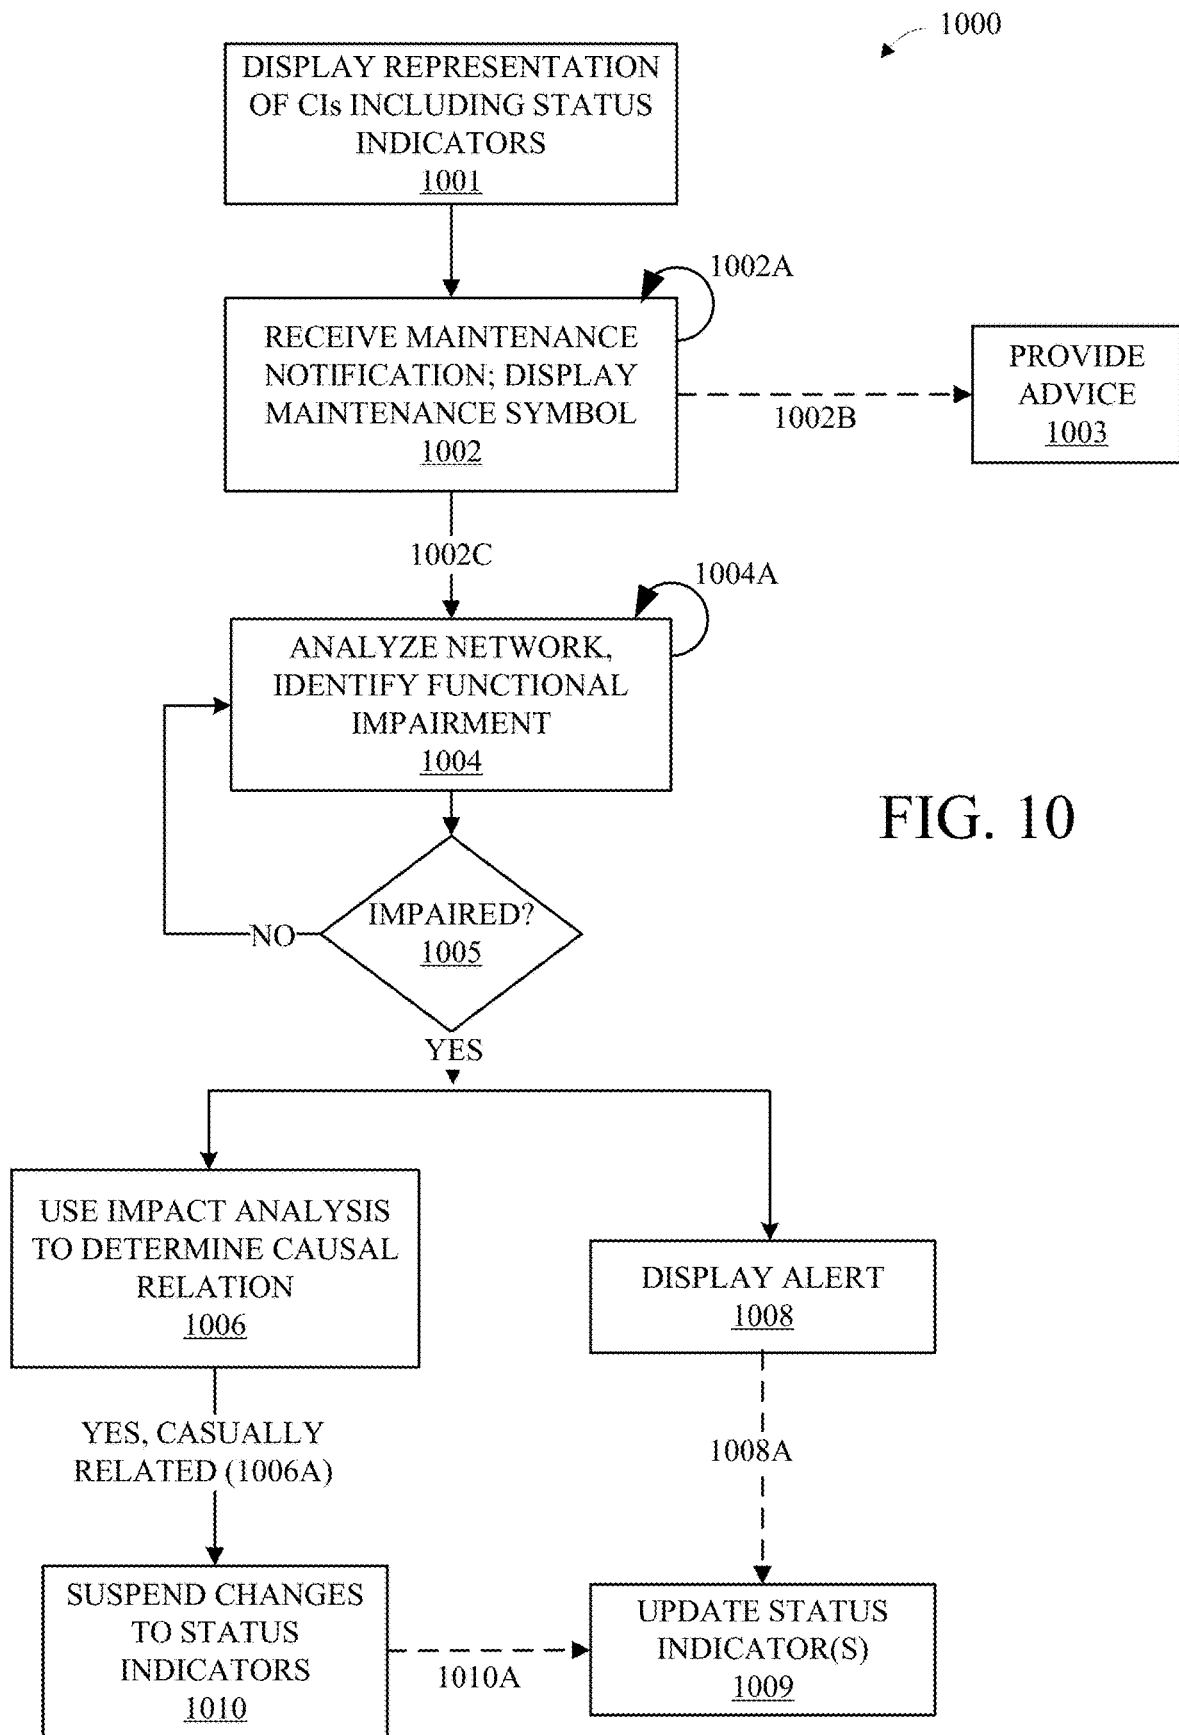 1000
DISPLAY REPRESENTATION
OF CIs INCLUDING STATUS
INDICATORS
1001
1002A
RECEIVE MAINTENANCE
NOTIFICATION; DISPLAY
MAINTENANCE SYMBOL
1002
1002B
PROVIDE
ADVICE
1003
1002C
1004A
ANALYZE NETWORK,
IDENTIFY FUNCTIONAL
IMPAIRMENT
1004
FIG. 10
IMPAIRED?
1005
NO
YES
USE IMPACT ANALYSIS
TO DETERMINE CAUSAL
RELATION
1006
DISPLAY ALERT
1008
YES, CASUALLY
RELATED (1006A)
1008A
SUSPEND CHANGES
TO STATUS
INDICATORS
1010
1010A
UPDATE STATUS
INDICATOR(S)
1009